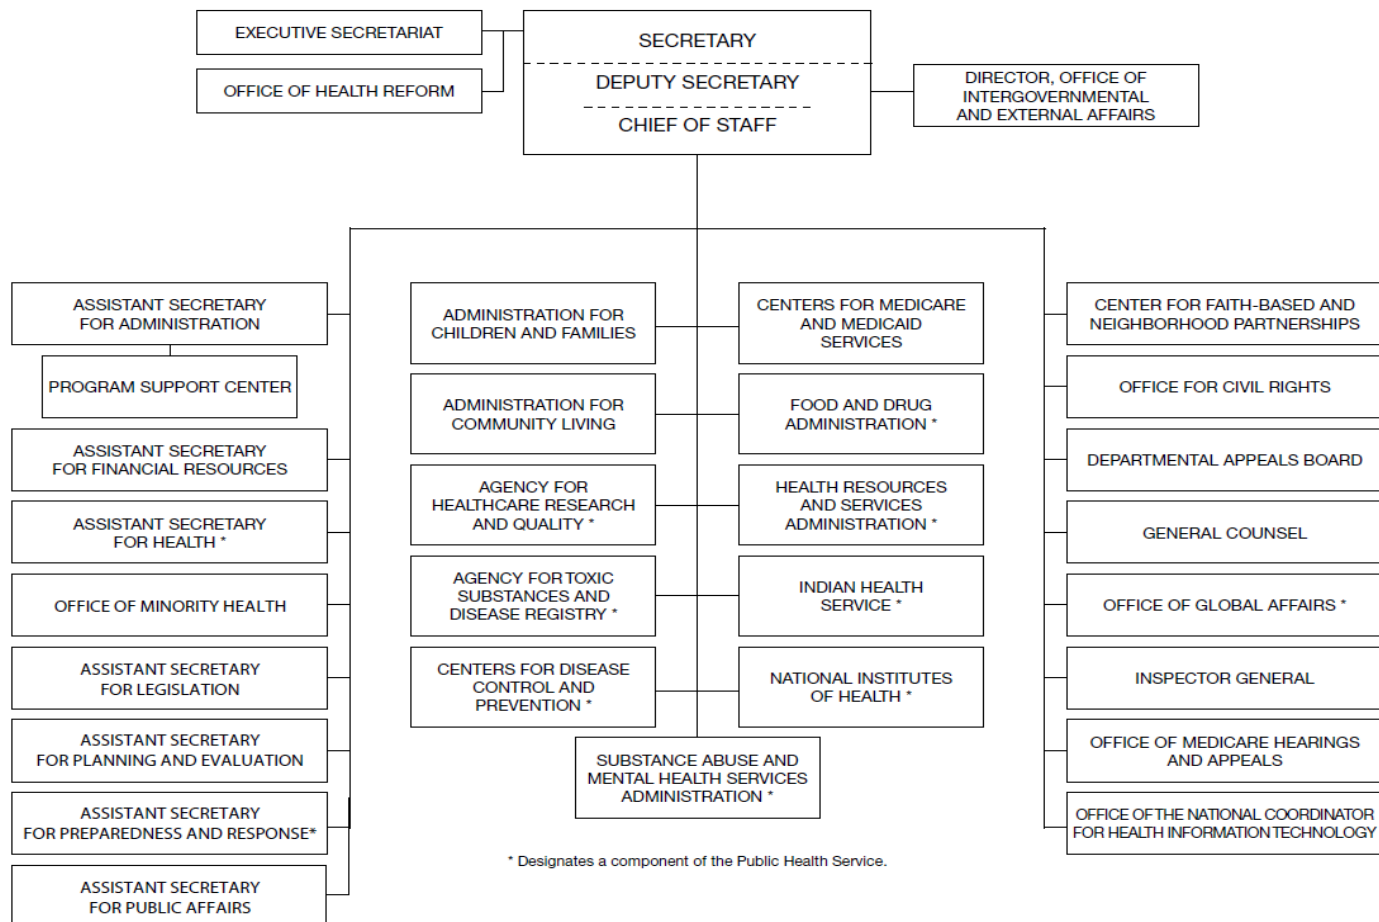 EXECUTIVE SECRETARIAT
OFFICE OF HEALTH REFORM
SECRETARY
DEPUTY SECRETARY
CHIEF OF STAFF
DIRECTOR, OFFICE OF
INTERGOVERNMENTAL
AND EXTERNAL AFFAIRS
ASSISTANT SECRETARY
FOR ADMINISTRATION
PROGRAM SUPPORT CENTER
ASSISTANT SECRETARY
FOR FINANCIAL RESOURCES
ASSISTANT SECRETARY
FOR HEALTH *
OFFICE OF MINORITY HEALTH
ASSISTANT SECRETARY
FOR LEGISLATION
ASSISTANT SECRETARY
FOR PLANNING AND EVALUATION
ASSISTANT SECRETARY
FOR PREPAREDNESS AND RESPONSE*
ASSISTANT SECRETARY
FOR PUBLIC AFFAIRS
ADMINISTRATION FOR
CHILDREN AND FAMILIES
ADMINISTRATION FOR
COMMUNITY LIVING
AGENCY FOR
HEALTHCARE RESEARCH
AND QUALITY *
AGENCY FOR TOXIC
SUBSTANCES AND
DISEASE REGISTRY *
CENTERS FOR DISEASE
CONTROL AND
PREVENTION *
CENTERS FOR MEDICARE
AND MEDICAID
SERVICES
FOOD AND DRUG
ADMINISTRATION *
HEALTH RESOURCES
AND SERVICES
ADMINISTRATION *
INDIAN HEALTH
SERVICE *
NATIONAL INSTITUTES
OF HEALTH *
SUBSTANCE ABUSE AND
MENTAL HEALTH SERVICES
ADMINISTRATION *
CENTER FOR FAITH-BASED AND
NEIGHBORHOOD PARTNERSHIPS
OFFICE FOR CIVIL RIGHTS
DEPARTMENTAL APPEALS BOARD
GENERAL COUNSEL
OFFICE OF GLOBAL AFFAIRS *
INSPECTOR GENERAL
OFFICE OF MEDICARE HEARINGS
AND APPEALS
OFFICE OF THE NATIONAL COORDINATOR
FOR HEALTH INFORMATION TECHNOLOGY
* Designates a component of the Public Health Service.